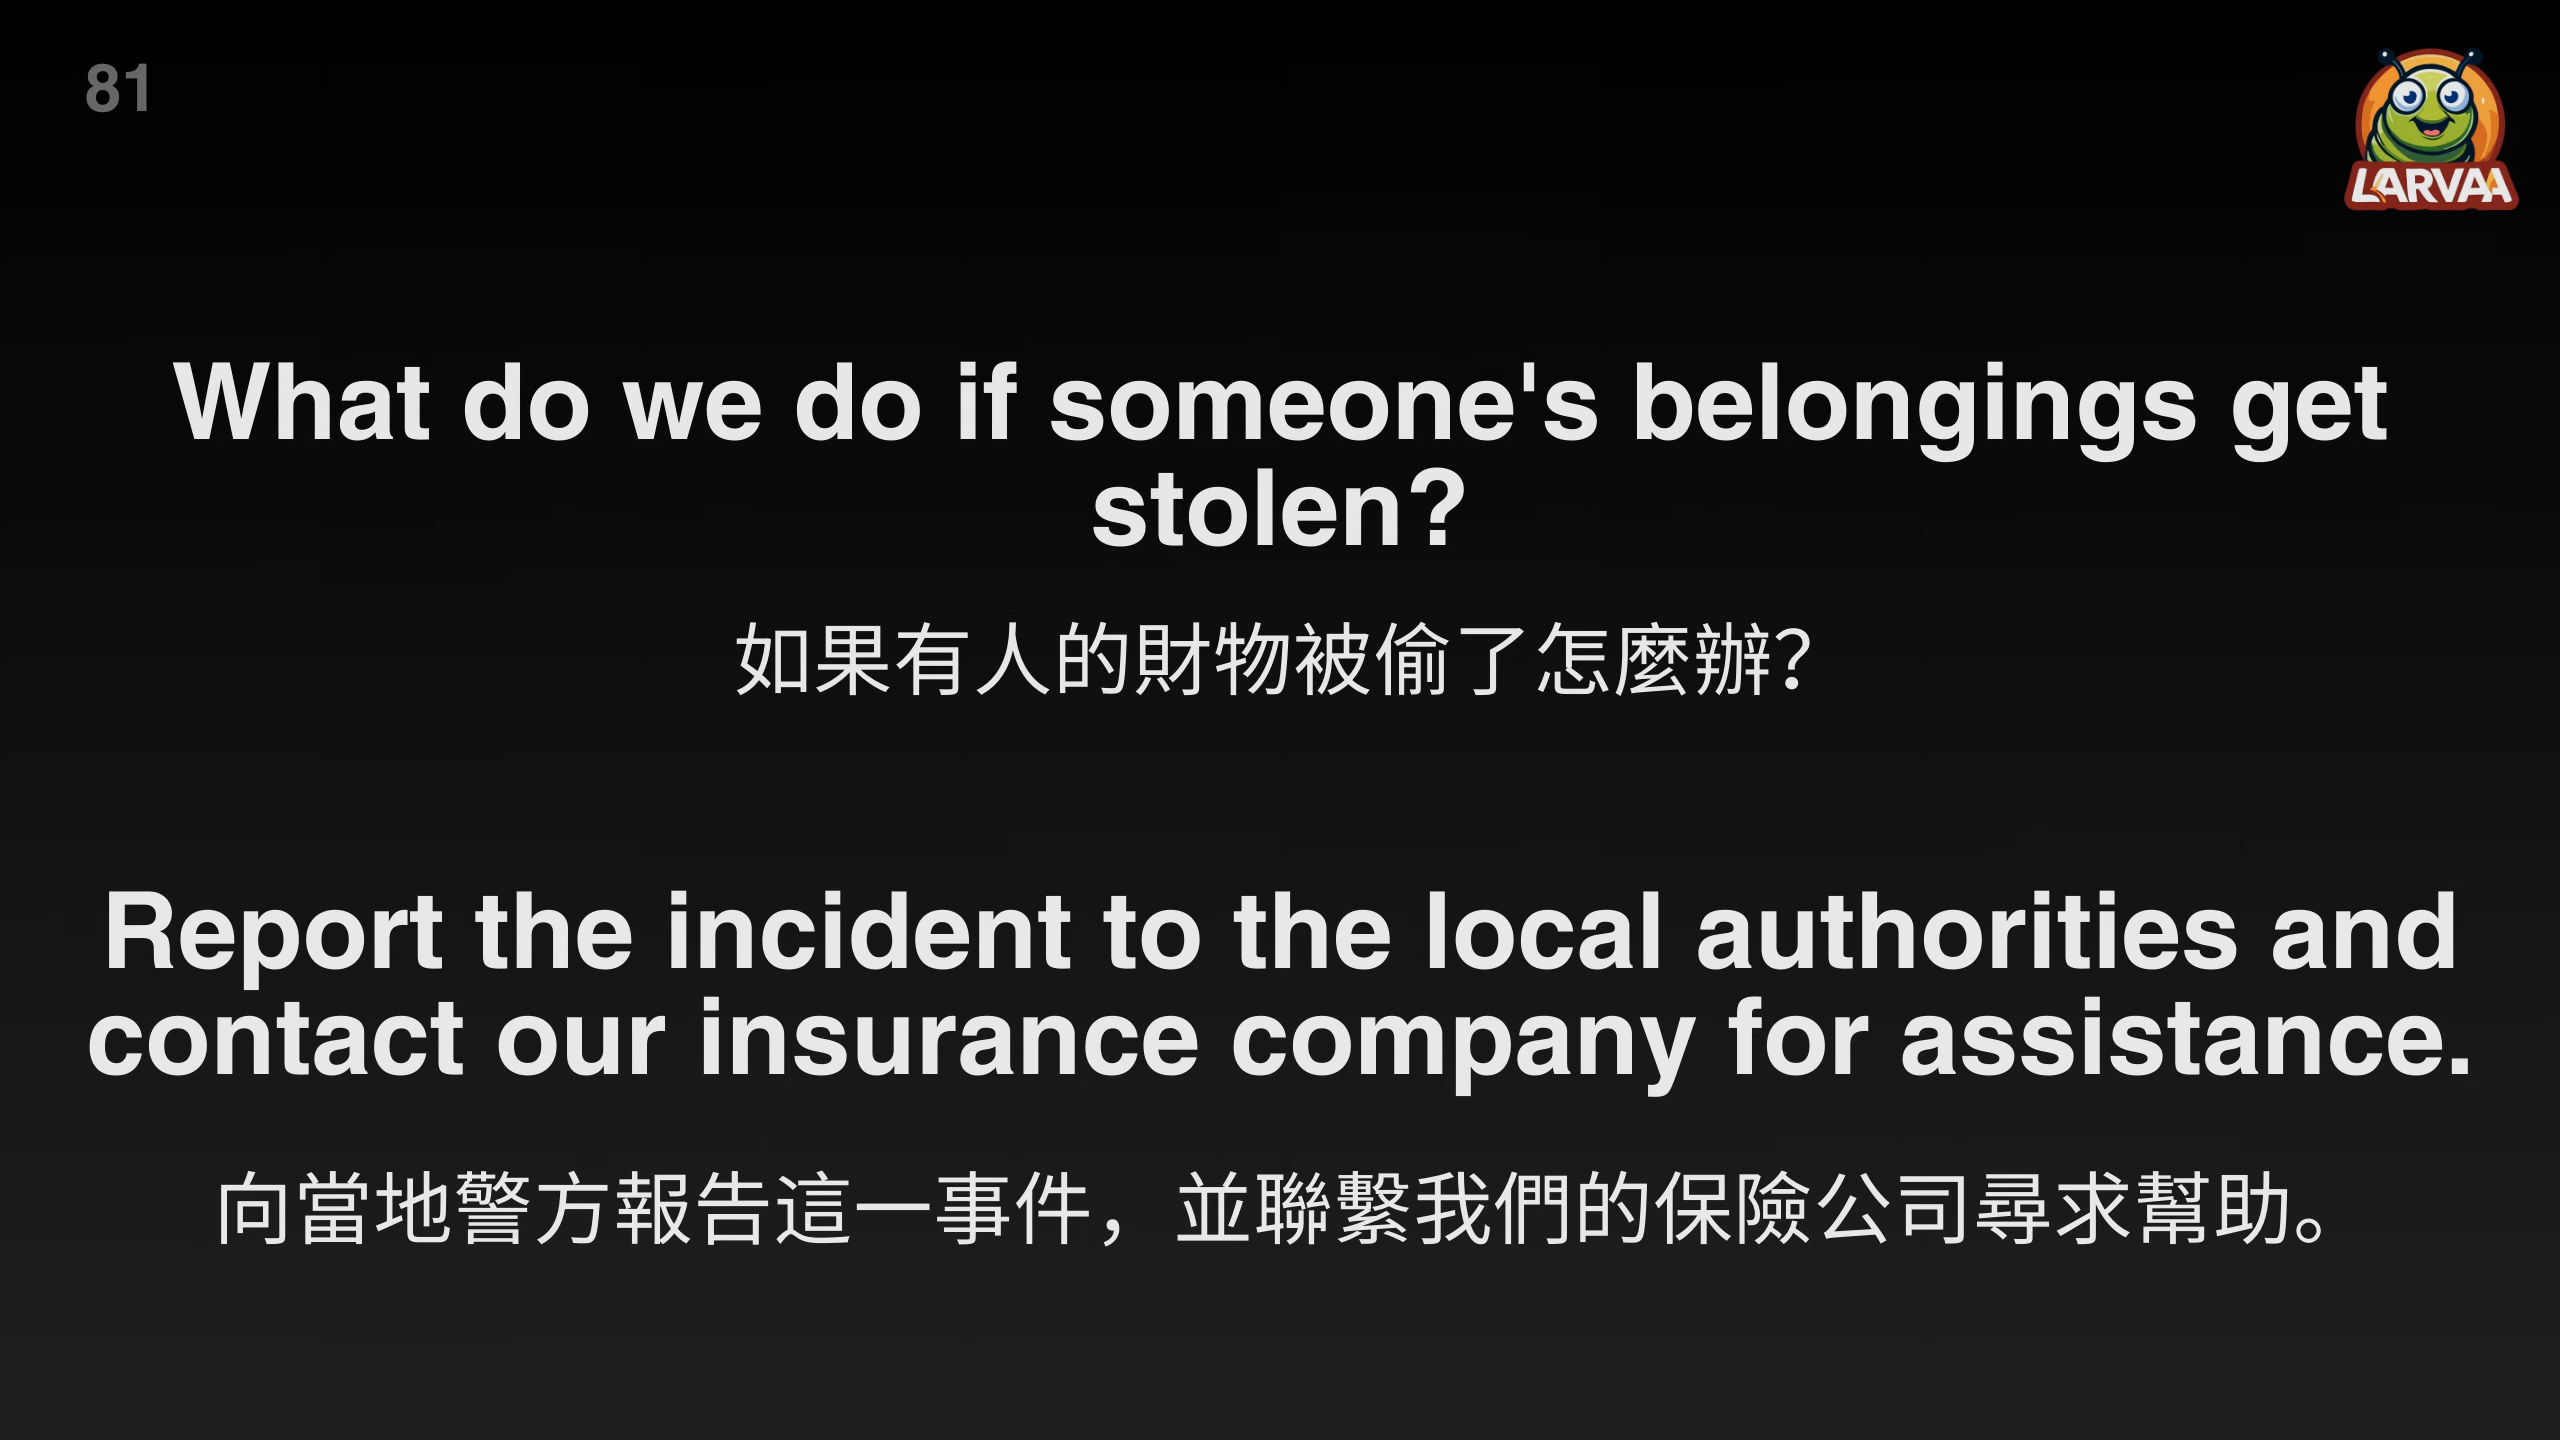 81
LARVAA
What do we do if someone's belongings get
stolen?
如果有人的財物被偷了怎麼辦？
Report the incident to the local authorities and
contact our insurance company for assistance.
向當地警方報告這一事件，並聯繫我們的保險公司尋求幫助。